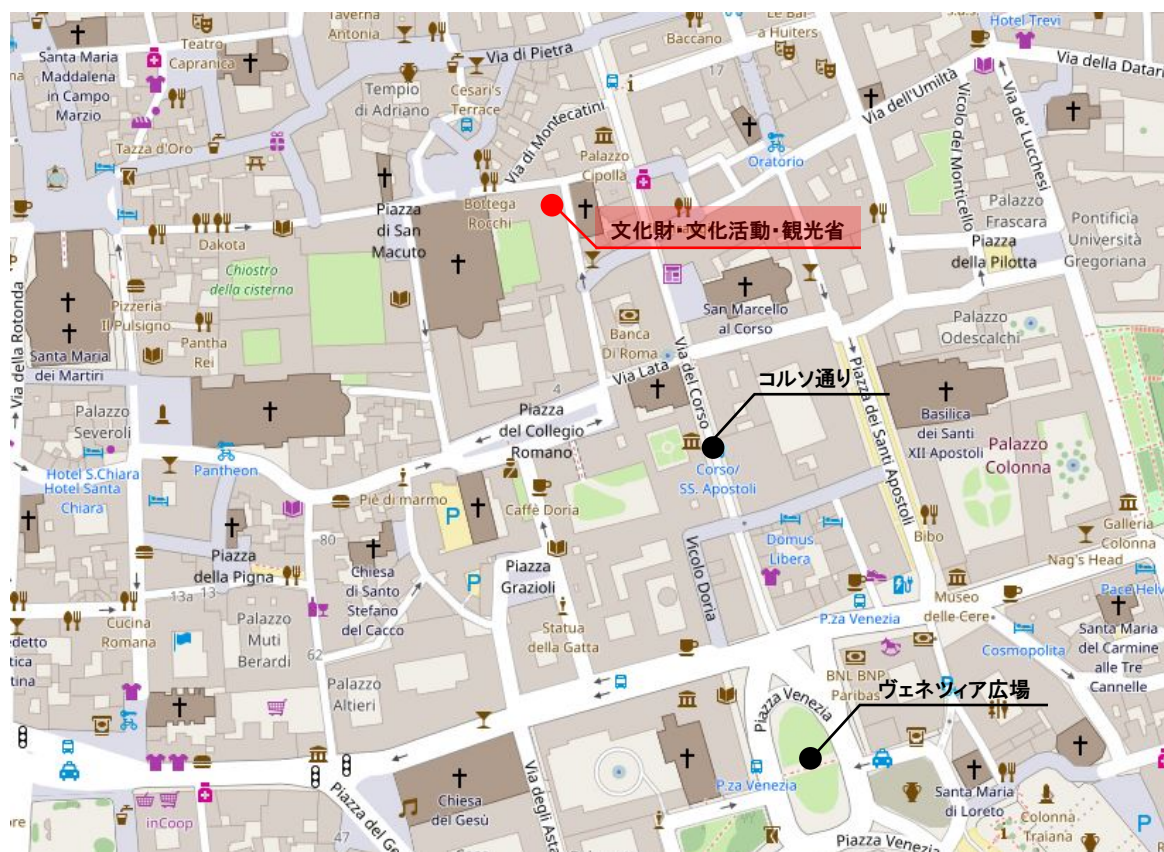 Taverna
Antonia
Teatro
Capranica
Santa Maria
Maddalena
in Campo
Marzio
Via di Pietra
Baccano
Le Bal
a Huiters
Hotel Trevi
Via della Datari
Tempio
di Adriano
Cesari's
Terrace
17
Tazza d'Oro
Via di Montecatini
Palazzo
Cipolla
Oratorio
Via dell'Umiltà
Vicolo del Monticello
Via de' Lucchesi
Palazzo
Frascara
Pontificia
Università
Gregoriana
Piazza
della Pilotta
Bottega
Rocchi
Piazza
di San
Macuto
文化財・文化活動・観光省
Dakota
Chiostro
della cisterna
Via della Rotonda
Pizzeria
Il Pulsigno
Pantha
Rei
Santa Maria
dei Martiri
San Marcello
al Corso
Palazzo
Odescalchi
Banca
Di Roma
Via del Corso
Via Lata
4
コルソ通り
Piazza
del Collegio
Romano
Piazza dei Santi Apostoli
Basilica
dei Santi
XII Apostoli
Palazzo
Colonna
Palazzo
Severoli
Hotel S.Chiara
Hotel Santa
Chiara
Pantheon
Piè di marmo
P
Caffè Doria
Corso/
SS. Apostoli
Domus
Libera
Bibo
Galleria
Colonna
Nag's Head
80
Piazza
della Pigna
Chiesa
di Santo
Stefano
del Cacco
P
Piazza
Grazioli
Vicolo Doria
Museo
delle Cere
Pace Helv
13a
13
Cucina
Romana
Palazzo
Muti
Berardi
62
Statua
della Gatta
P.za Venezia
Cosmopolita
Santa Maria
del Carmine
alle Tre
Cannelle
edetto
tica
tina
Palazzo
Altieri
BNL BNP
Paribas
P
ヴェネツィア広場
Piazza Venezia
P.za Venezia
Chiesa
del Gesù
inCoop
Piazza del Ge
47
Via degli Asta
Santa Maria
di Loreto
Colonna
Traiana
P
Piazza Venezia